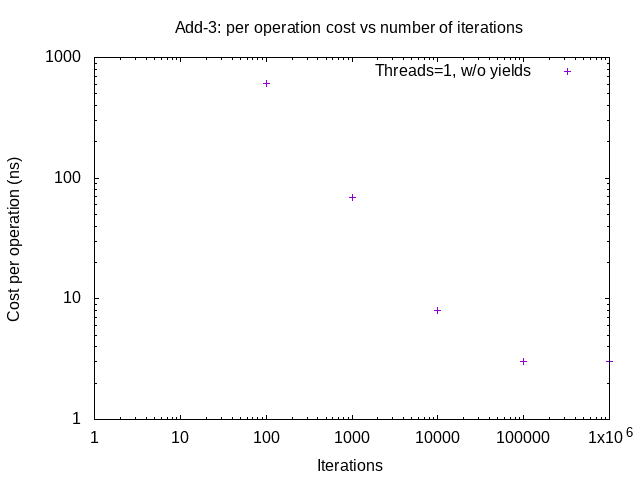 Add-3: per operation cost vs number of iterations
Threads=1, w/o yields
1000
100
10
1
Cost per operation (ns)
1 10 100 1000 10000 100000 1x10^6
Iterations